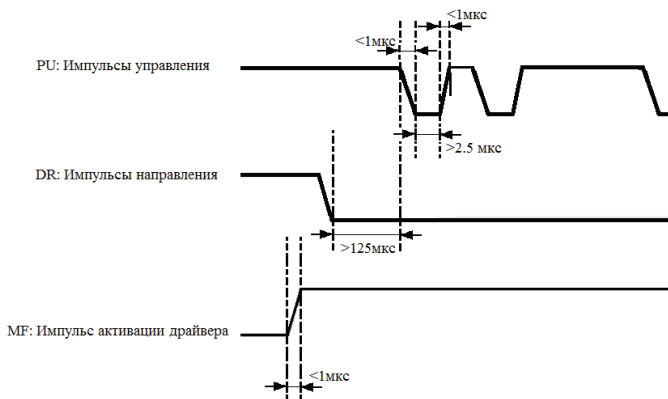 <1мкс
<1мкс
PU: Импульсы управления
>2.5 мкс
DR: Импульсы направления
>125мкс
MF: Импульс активации драйвера
<1мкс